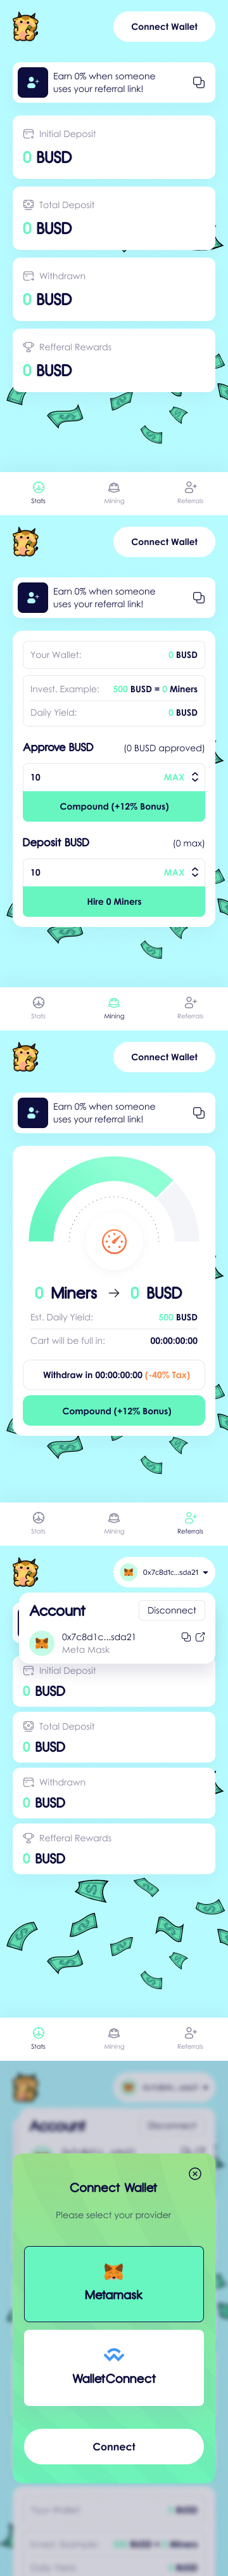 Connect Wallet
Earn 0% when someone
uses your referral link!
Initial Deposit
0 BUSD
Total Deposit
0 BUSD
Withdrawn
0 BUSD
Refferal Rewards
0 BUSD
Stats
Mining
Referrals
Connect Wallet
Earn 0% when someone
uses your referral link!
Your Wallet: 0 BUSD
Invest. Example: 500 BUSD = 0 Miners
Daily Yield: 0 BUSD
Approve BUSD (0 BUSD approved)
10 MAX
Compound (+12% Bonus)
Deposit BUSD (0 max)
10 MAX
Hire 0 Miners
Stats
Mining
Referrals
Connect Wallet
Earn 0% when someone
uses your referral link!
0 Miners → 0 BUSD
Est. Daily Yield: 500 BUSD
Cart will be full in: 00:00:00:00
Withdraw in 00:00:00:00 (-40% Tax)
Compound (+12% Bonus)
Stats
Mining
Referrals
0x7c8d1c...sda21
Account
Disconnect
0x7c8d1c...sda21
Meta Mask
Initial Deposit
0 BUSD
Total Deposit
0 BUSD
Withdrawn
0 BUSD
Refferal Rewards
0 BUSD
Stats
Mining
Referrals
Account
Connect Wallet
Please select your provider
Metamask
WalletConnect
Connect